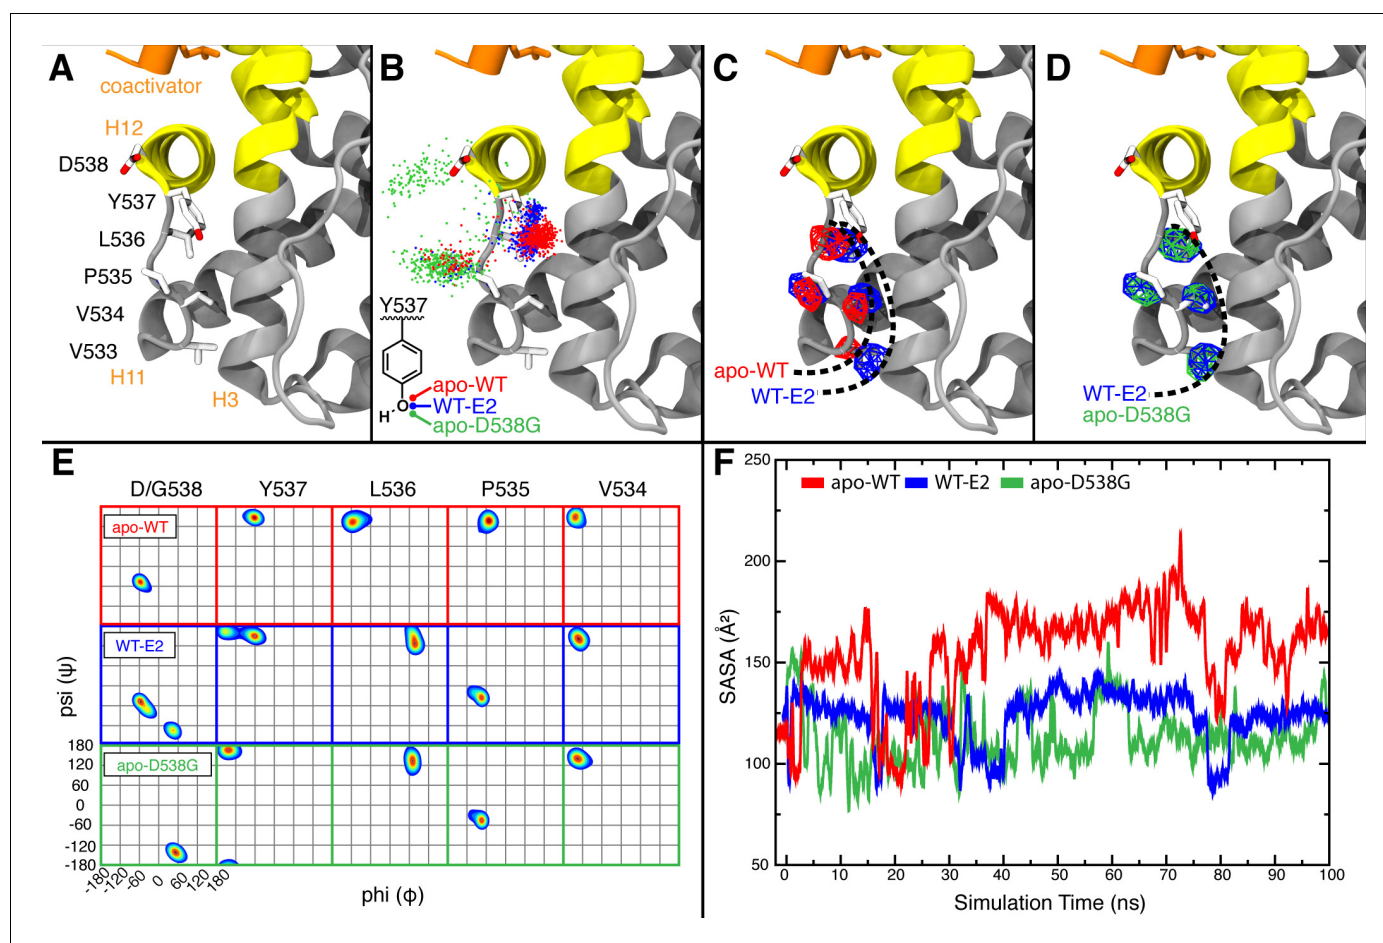 A
coactivator
H12
D538
Y537
L536
P535
V534
V533
H11
H3
B
Y537
O
H
apo-WT
WT-E2
apo-D538G
C
apo-WT
WT-E2
D
WT-E2
apo-D538G
E
D/G538 Y537 L536 P535 V534
apo-WT
WT-E2
apo-D538G
psi (ψ)
180
120
60
0
-60
-120
-180
-180 -120 -60 0 60 120 180
phi (φ)
F
apo-WT WT-E2 apo-D538G
SASA (Å²)
250
200
150
100
50
0 10 20 30 40 50 60 70 80 90 100
Simulation Time (ns)